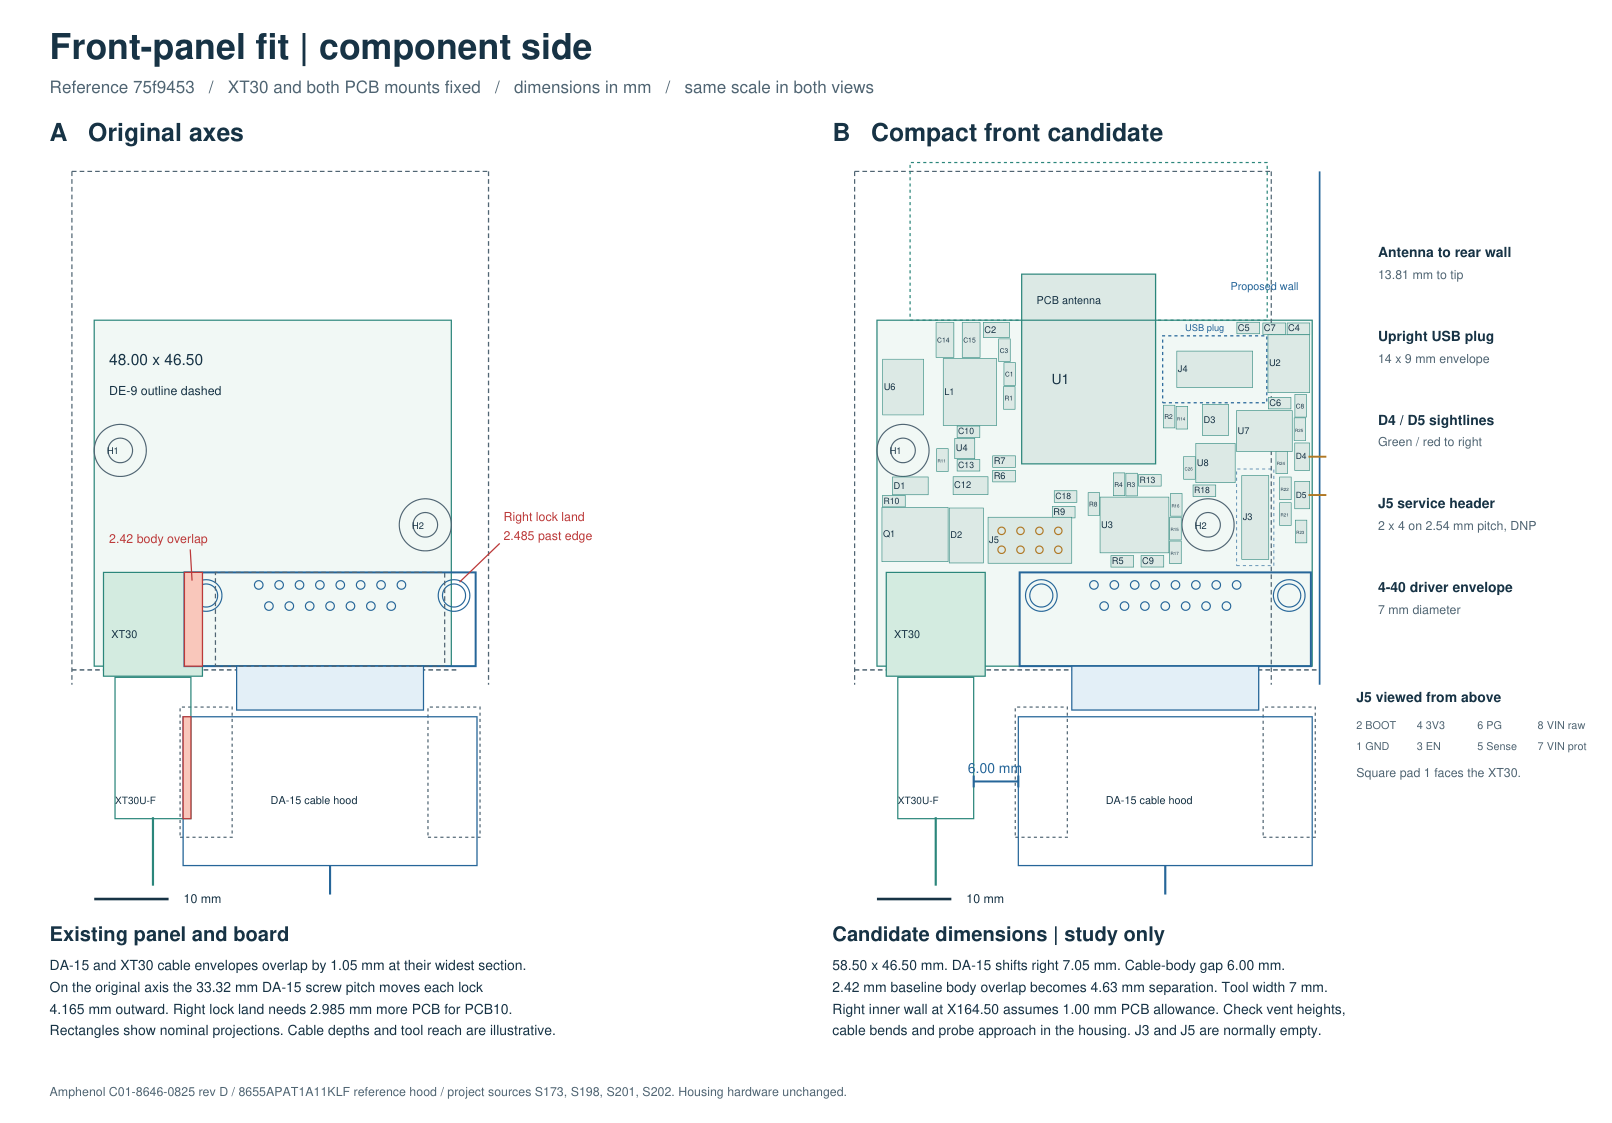 Front-panel fit | component side
Reference 75f9453 / XT30 and both PCB mounts fixed / dimensions in mm / same scale in both views
A Original axes
48.00 x 46.50
DE-9 outline dashed
H1
H2
2.42 body overlap
Right lock land
2.485 past edge
XT30
XT30U-F
DA-15 cable hood
10 mm
Existing panel and board
DA-15 and XT30 cable envelopes overlap by 1.05 mm at their widest section.
On the original axis the 33.32 mm DA-15 screw pitch moves each lock
4.165 mm outward. Right lock land needs 2.985 mm more PCB for PCB10.
Rectangles show nominal projections. Cable depths and tool reach are illustrative.
B Compact front candidate
Proposed wall
PCB antenna
USB plug
C5 C7 C4
C14 C15 C2
C3
U6 L1 C1 U1 J4 U2
R1
C6 C8
R2 R14 D3
C10 U7
H1 U4
R11 C13 R7 U8 D4
R6
D1 C12 R4 R3 R13 R18 D5
R10 C18 R8
R9
Q1 D2 J5 U3 H2 J3
R5 C9
XT30
6.00 mm
XT30U-F
DA-15 cable hood
10 mm
Antenna to rear wall
13.81 mm to tip
Upright USB plug
14 x 9 mm envelope
D4 / D5 sightlines
Green / red to right
J5 service header
2 x 4 on 2.54 mm pitch, DNP
4-40 driver envelope
7 mm diameter
J5 viewed from above
2 BOOT 4 3V3 6 PG 8 VIN raw
1 GND 3 EN 5 Sense 7 VIN prot
Square pad 1 faces the XT30.
Candidate dimensions | study only
58.50 x 46.50 mm. DA-15 shifts right 7.05 mm. Cable-body gap 6.00 mm.
2.42 mm baseline body overlap becomes 4.63 mm separation. Tool width 7 mm.
Right inner wall at X164.50 assumes 1.00 mm PCB allowance. Check vent heights,
cable bends and probe approach in the housing. J3 and J5 are normally empty.
Amphenol C01-8646-0825 rev D / 8655APAT1A11KLF reference hood / project sources S173, S198, S201, S202. Housing hardware unchanged.